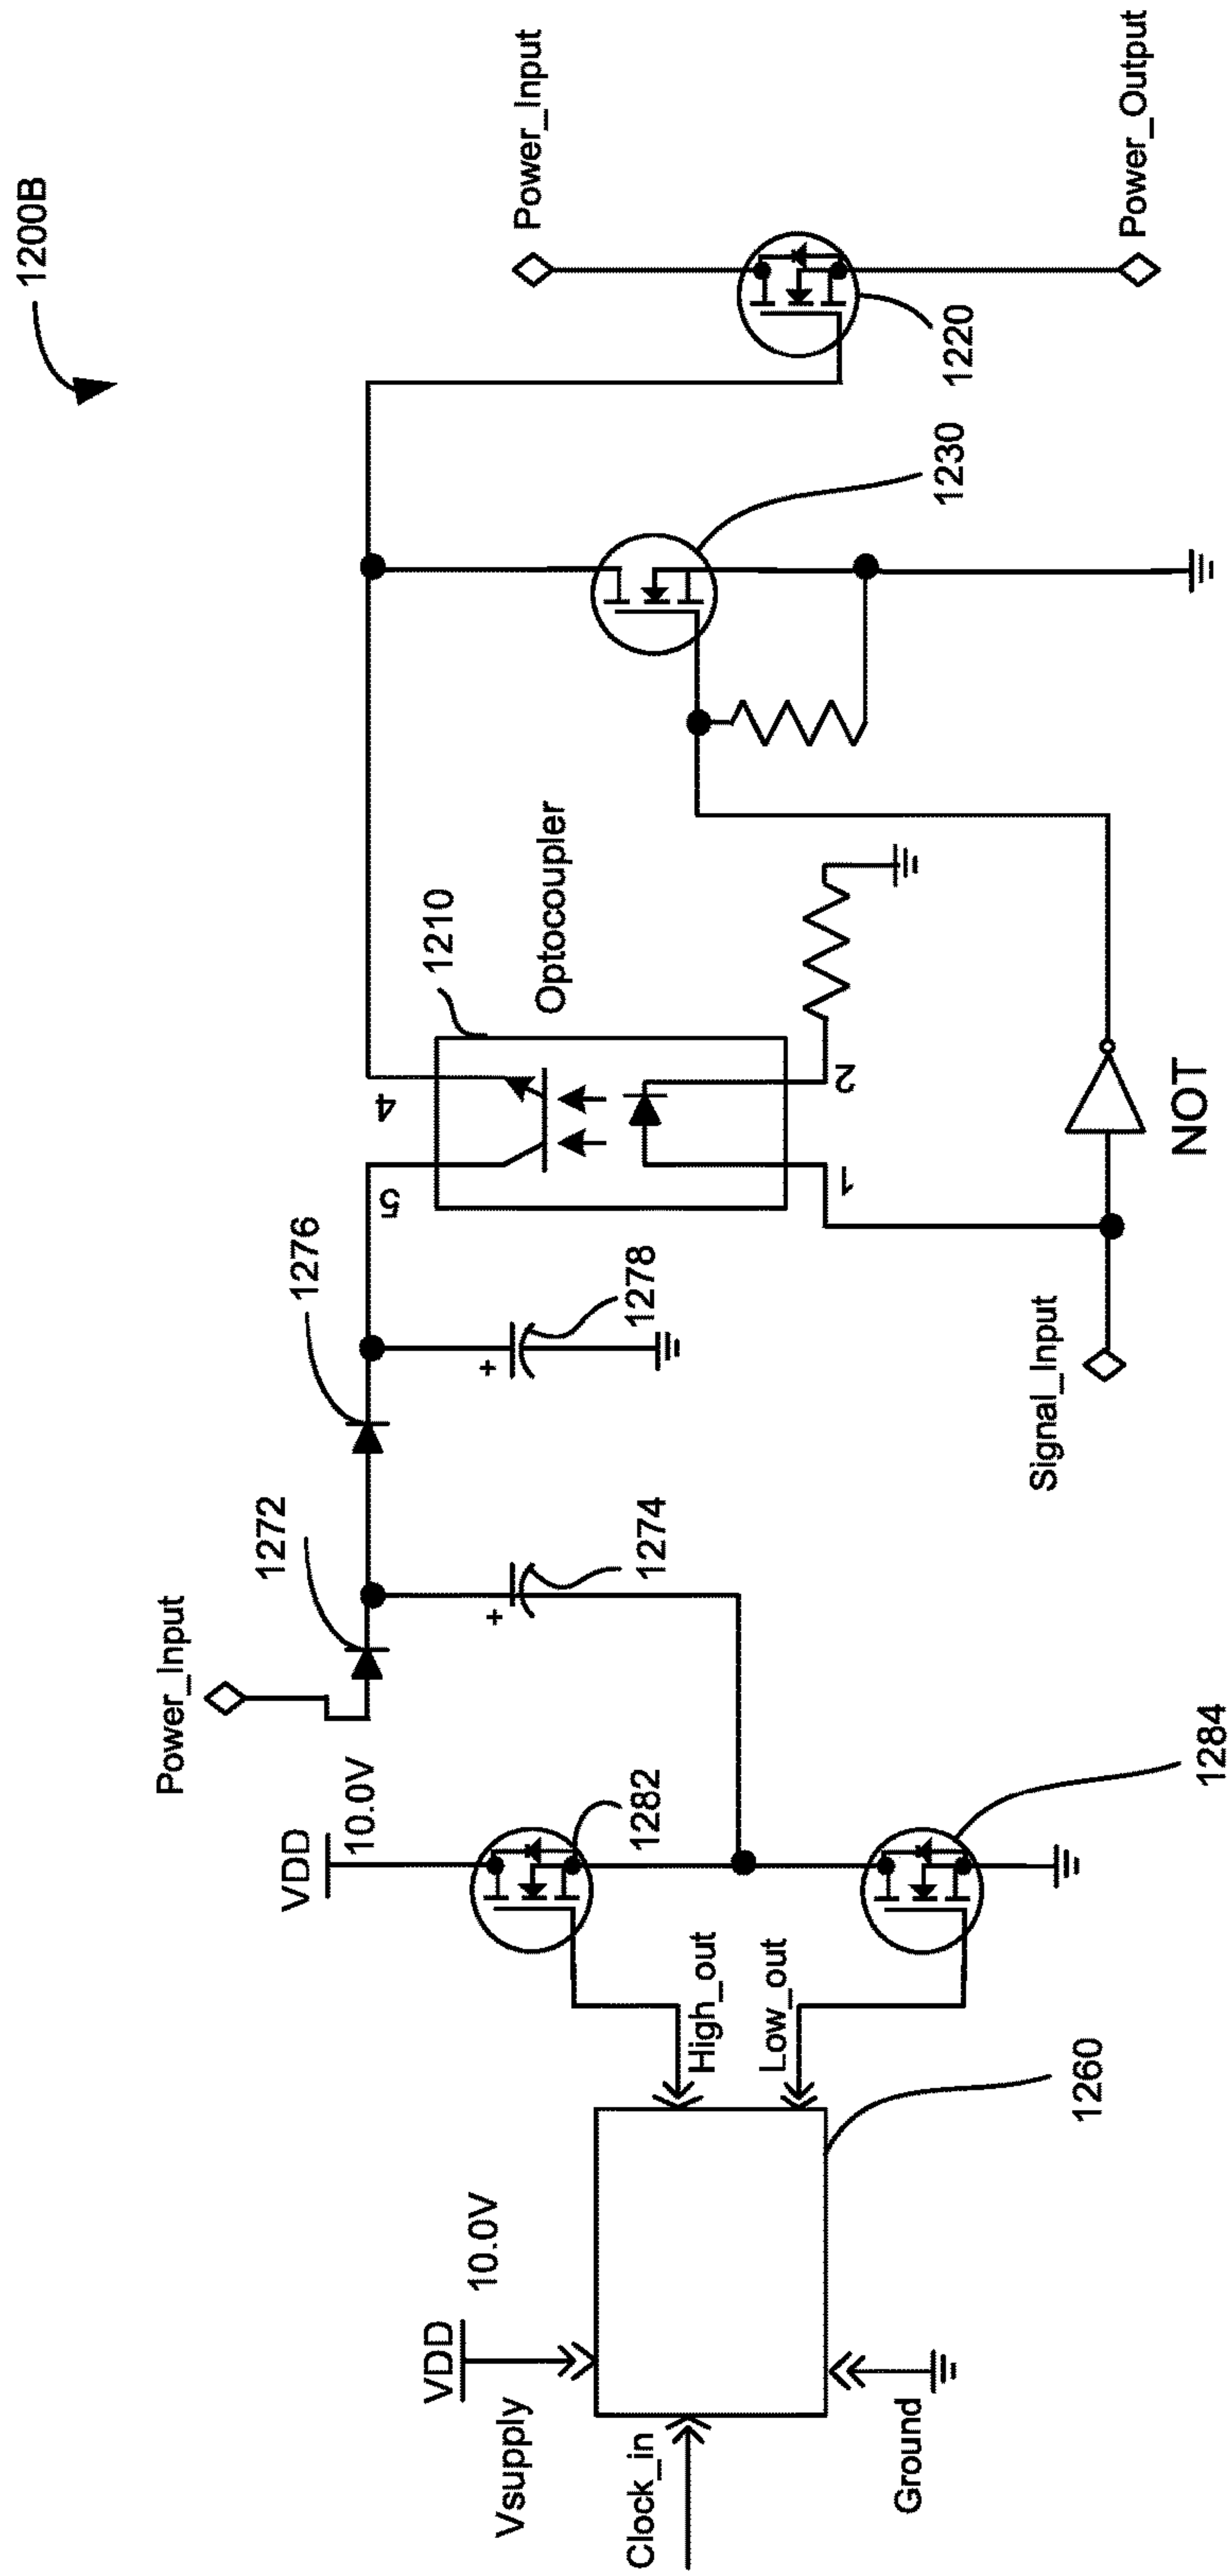 1200B
Power_Input
VDD
10.0V
1272
1276
4
5
1210
Optocoupler
Power_Input
1220
Power_Output
1230
1282
1274
1278
+
+
2
1
VDD
10.0V
Vsupply
High_out
Low_out
Clock_in
1260
Ground
1284
Signal_Input
NOT